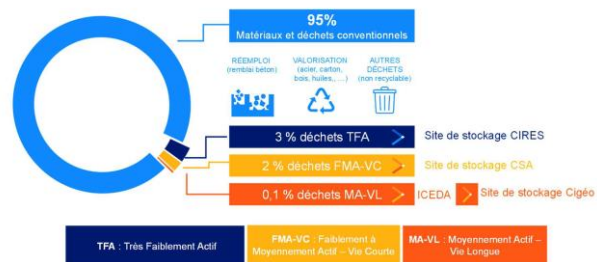 95%
Matériaux et déchets conventionnels
RÉEMPLOI
(remblai béton)
VALORISATION
(acier, carton,
bois, huiles,...)
AUTRES
DÉCHETS
(non recyclable)
3 % déchets TFA
Site de stockage CIRES
2 % déchets FMA-VC
Site de stockage CSA
0,1 % déchets MA-VL
ICEDA
Site de stockage Cigéo
TFA : Très Faiblement Actif
FMA-VC : Faiblement à
Moyennement Actif – Vie Courte
MA-VL : Moyennement Actif –
Vie Longue